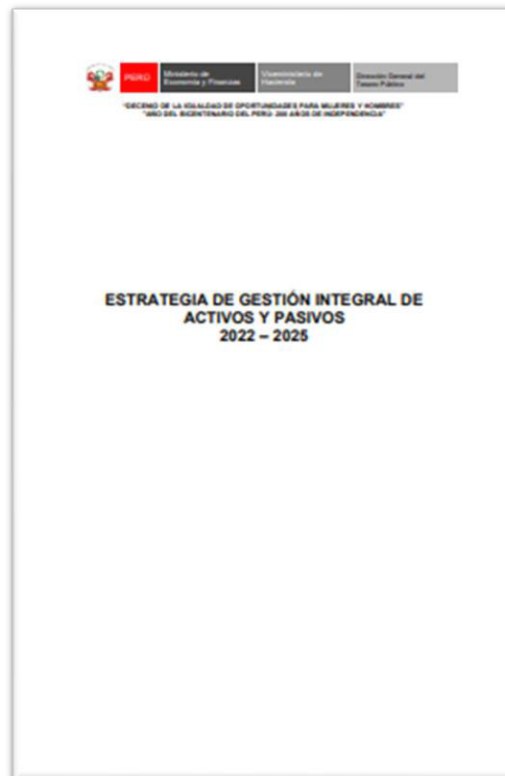 PERÚ
Ministerio de
Economía y Finanzas
Viceministerio de
Hacienda
Dirección General del
Tesoro Público
"DECENIO DE LA IGUALDAD DE OPORTUNIDADES PARA MUJERES Y HOMBRES"
"AÑO DEL BICENTENARIO DEL PERÚ: 200 AÑOS DE INDEPENDENCIA"
ESTRATEGIA DE GESTIÓN INTEGRAL DE
ACTIVOS Y PASIVOS
2022 – 2025